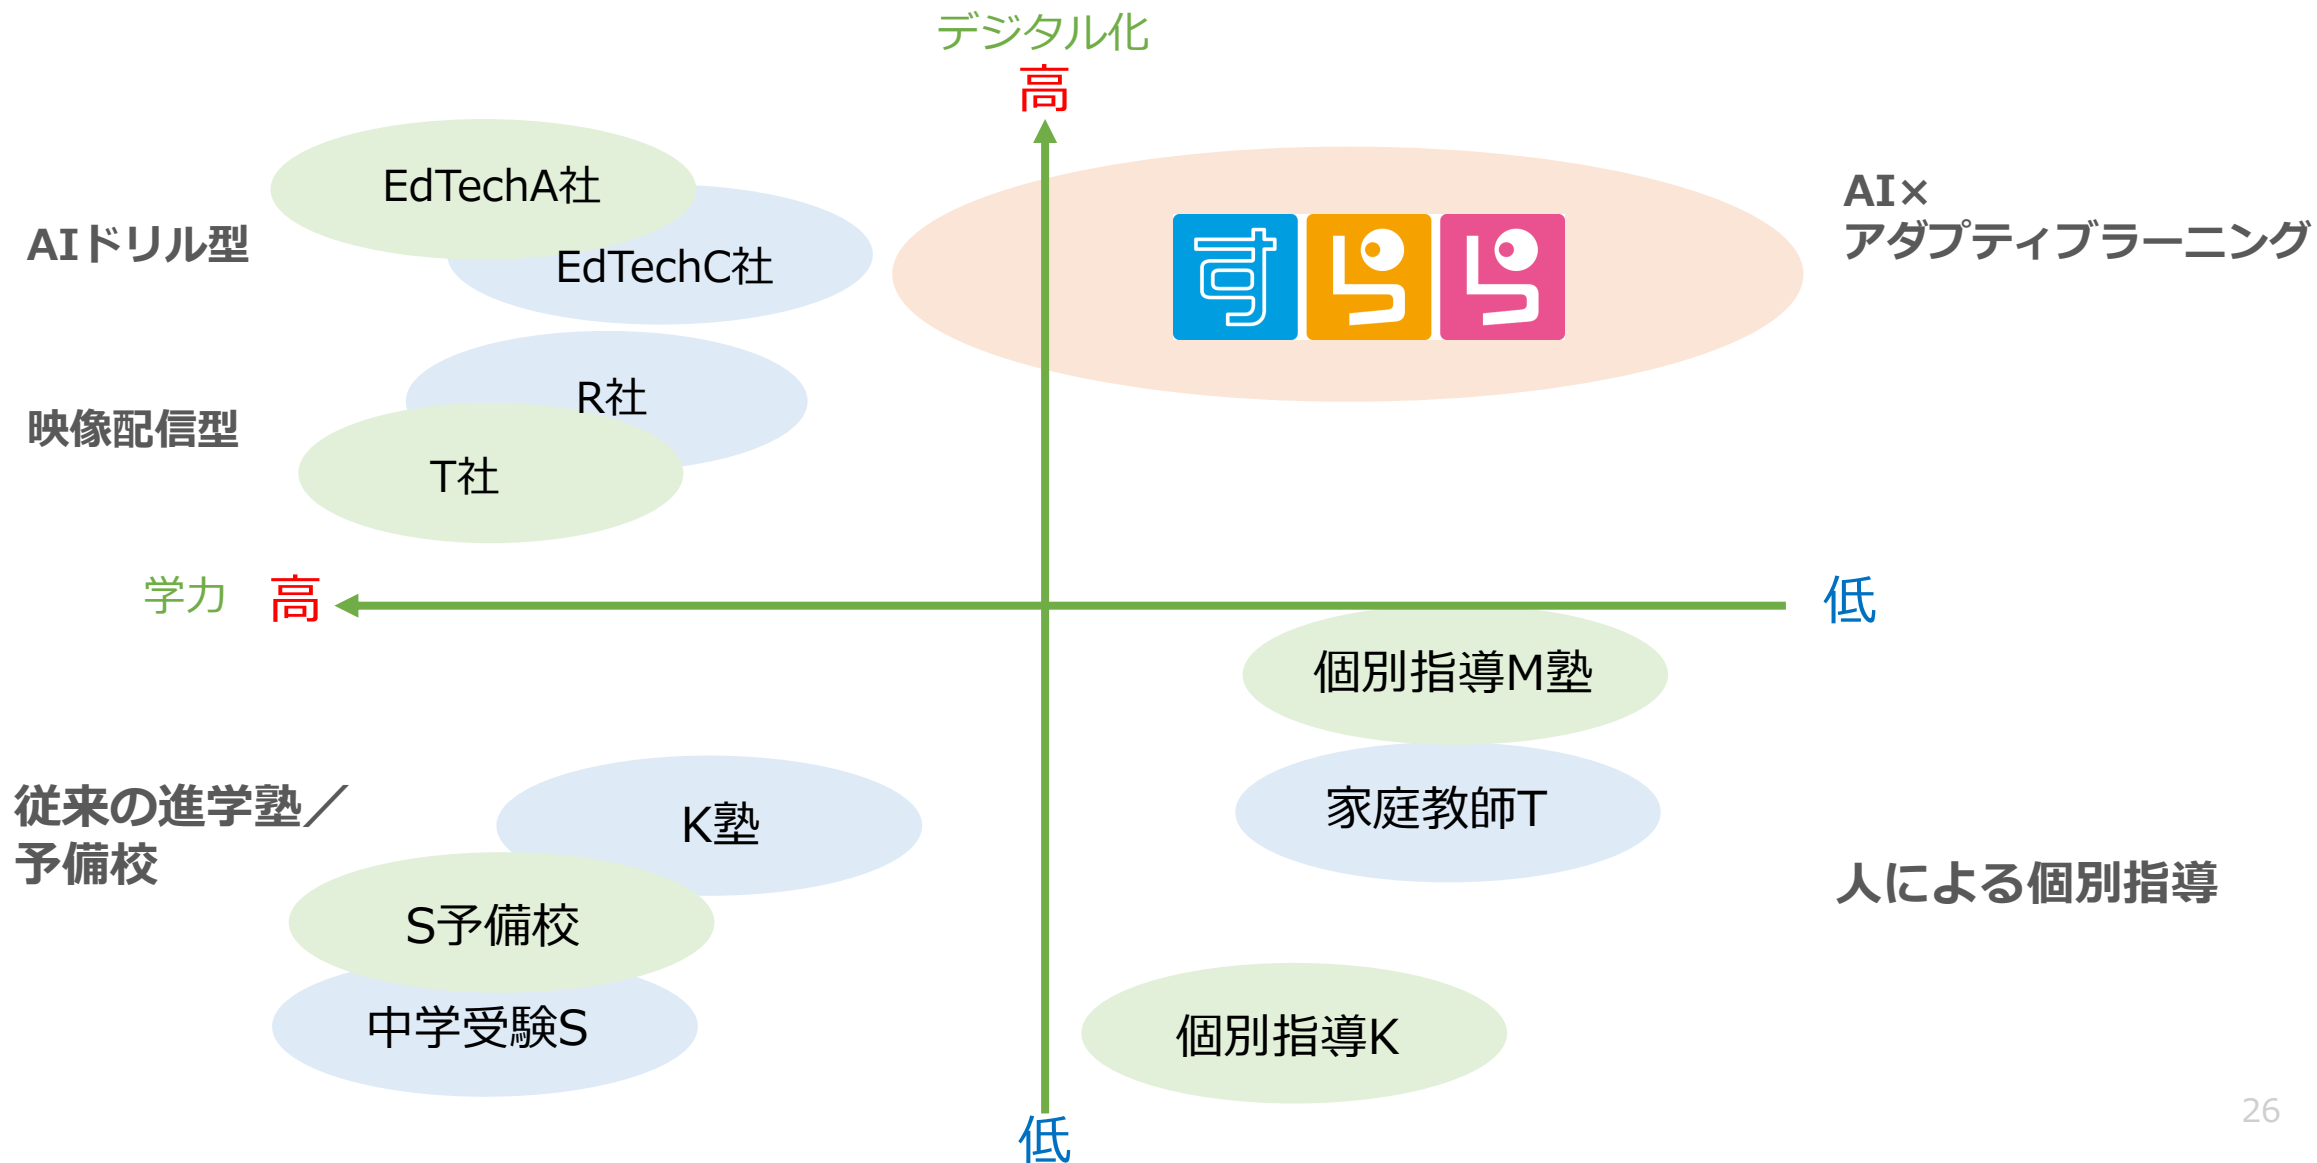 デジタル化
高
EdTechA社
EdTechC社
AIドリル型
すらら
AI×
アダプティブラーニング
R社
映像配信型
T社
学力
高
低
個別指導M塾
家庭教師T
従来の進学塾／
予備校
K塾
S予備校
人による個別指導
中学受験S
個別指導K
低
26